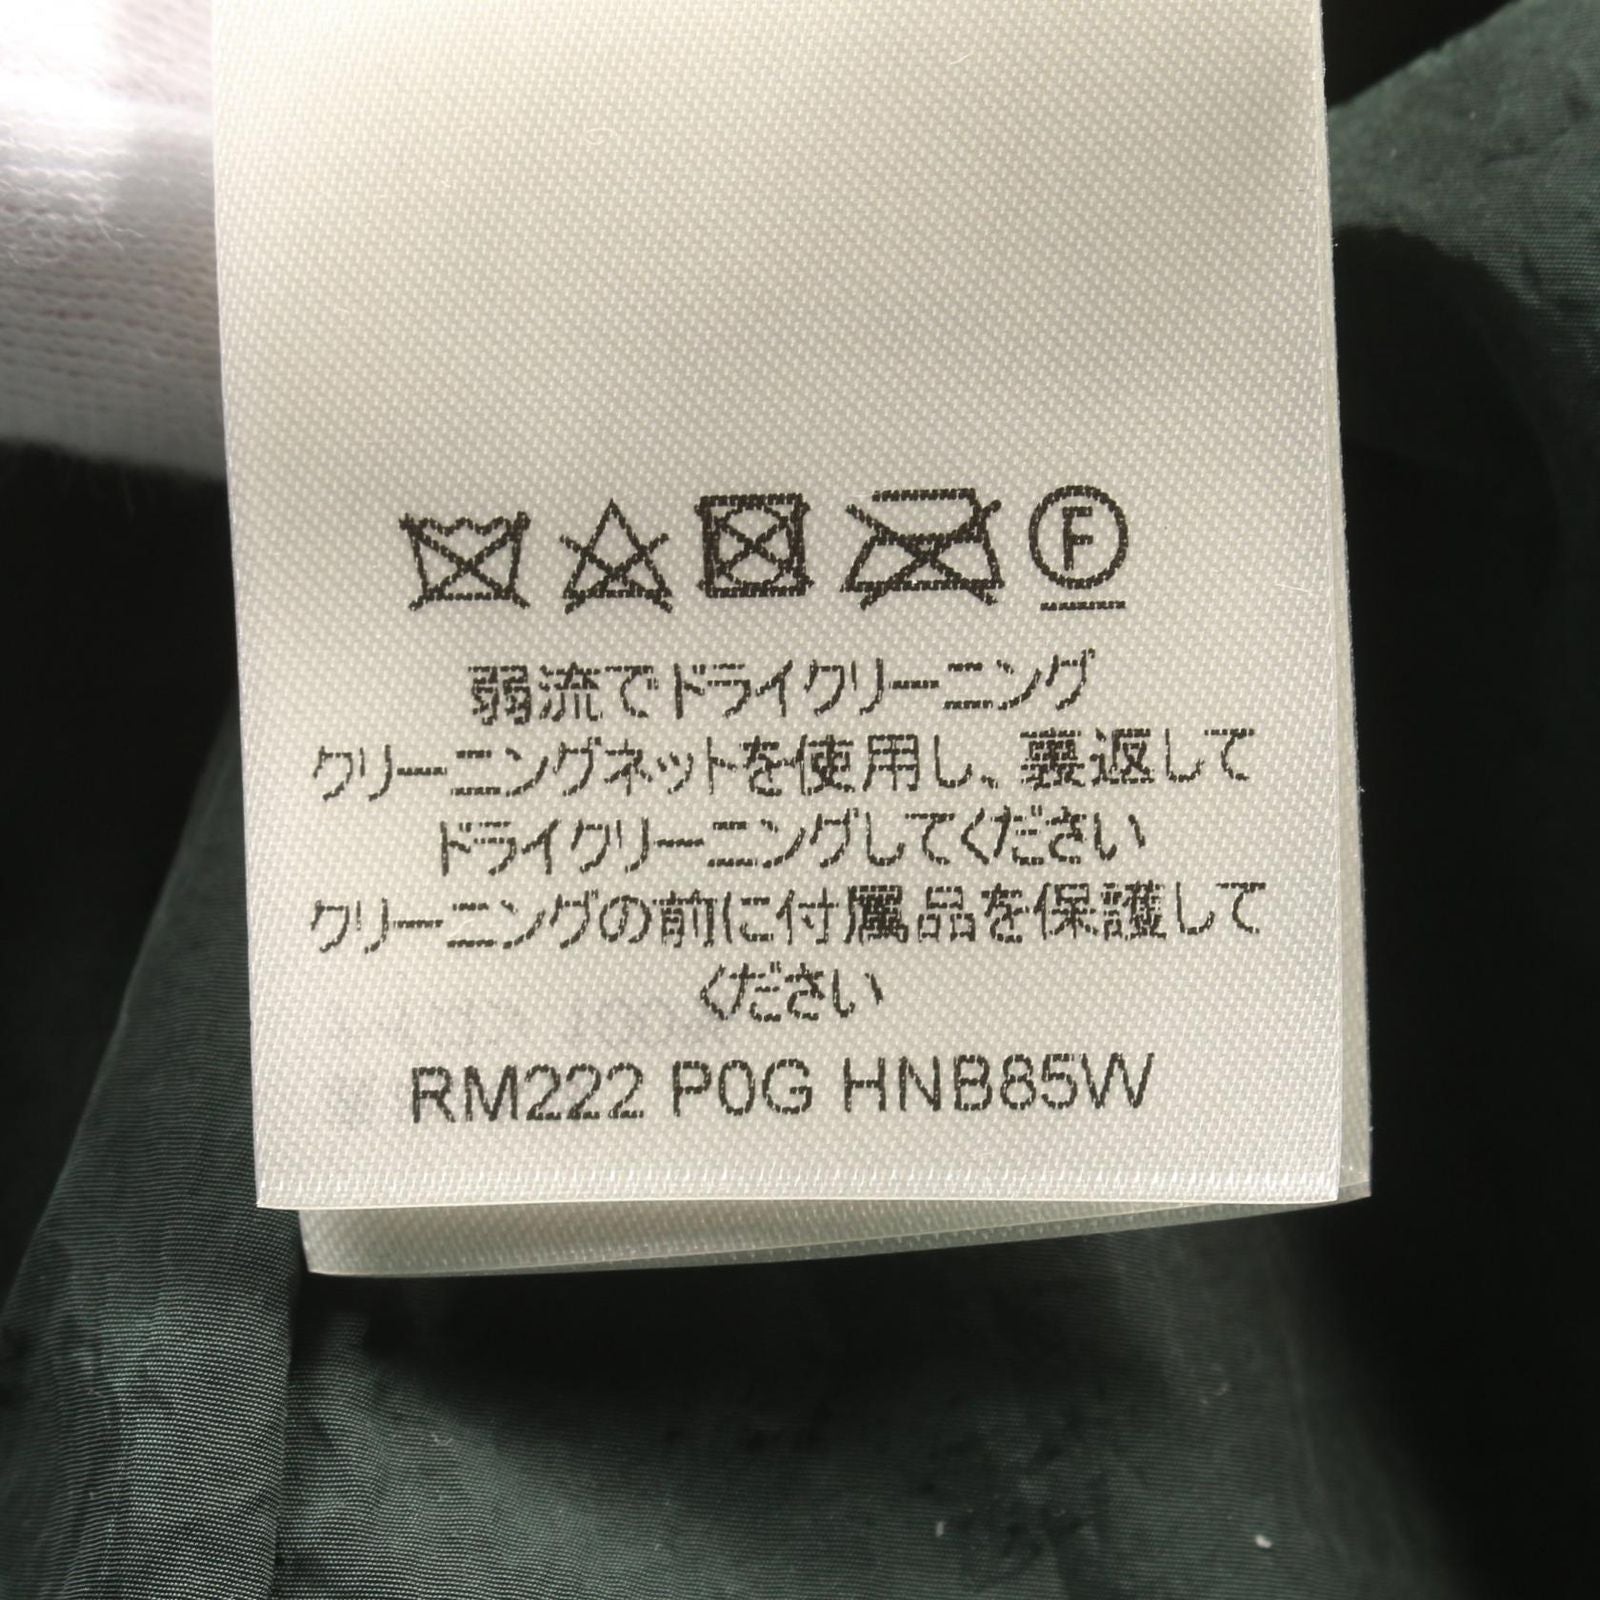 F
弱流でドライクリーニング
クリーニングネットを使用し、裏返して
ドライクリーニングしてください
クリーニングの前に付属品を保護して
ください
RM222 P0G HNB85W